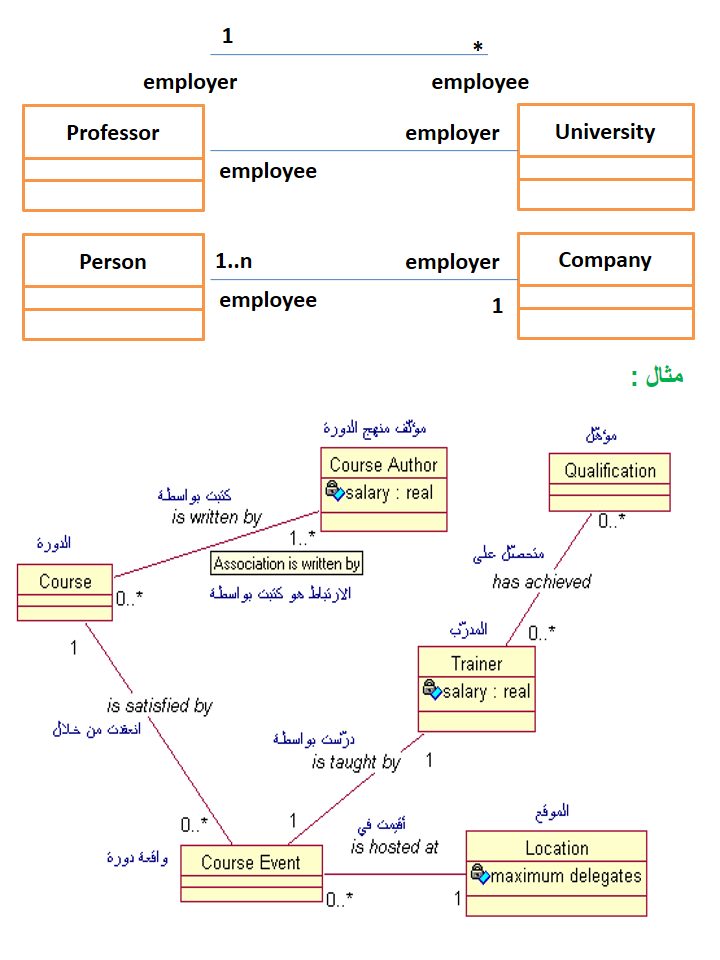 1 *
employer employee
Professor employer University
employee
Person 1..n employer Company
employee 1
مثال :
مؤلّف منهج الدورة
مؤهّل
Course Author
Qualification
salary : real
كتبت بواسطة
is written by
1..*
0..*
الدورة
Association is written by
متحصّل على
has achieved
Course
0..*
الارتباط هو كتبت بواسطة
المدرّب
0..*
1
Trainer
salary : real
is satisfied by
انعقدت من خلال
درّست بواسطة
is taught by
1
0..*
1
أقيمت في
الموقع
is hosted at
Location
واقعة دورة
Course Event
maximum delegates
0..*
1